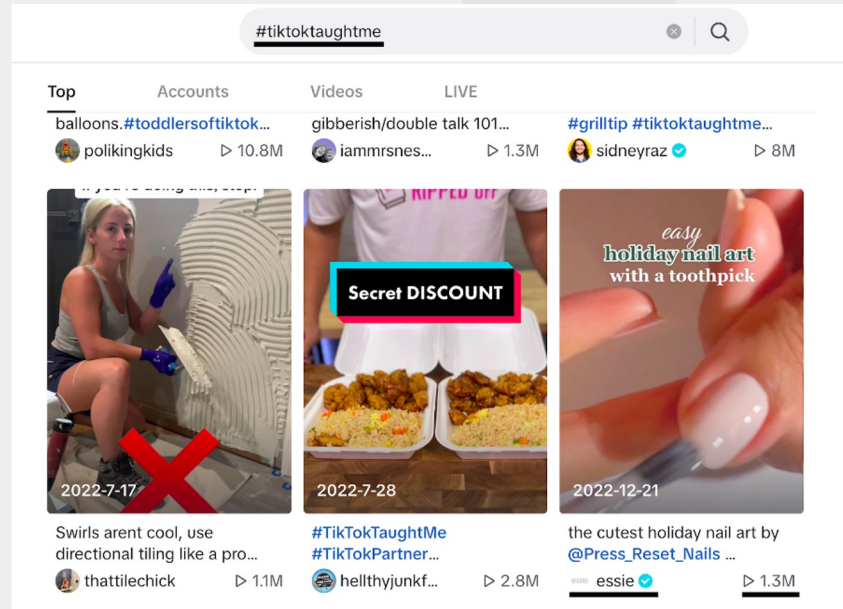 #tiktoktaughtme
Top Accounts Videos LIVE
balloons.#toddlersoftiktok...
polikingkids 10.8M
gibberish/double talk 101...
iammrsnes... 1.3M
#grilltip #tiktoktaughtme...
sidneyraz 8M
If you're doing this, stop!
2022-7-17
Swirls arent cool, use
directional tiling like a pro...
thattilechick 1.1M
RIPPED OFF
Secret DISCOUNT
2022-7-28
#TikTokTaughtMe
#TikTokPartner...
hellthyjunkf... 2.8M
easy
holiday nail art
with a toothpick
2022-12-21
the cutest holiday nail art by
@Press_Reset_Nails ...
essie 1.3M